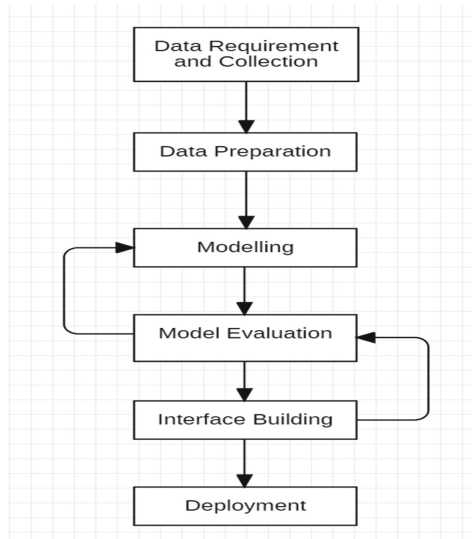 Data Requirement
and Collection
Data Preparation
Modelling
Model Evaluation
Interface Building
Deployment